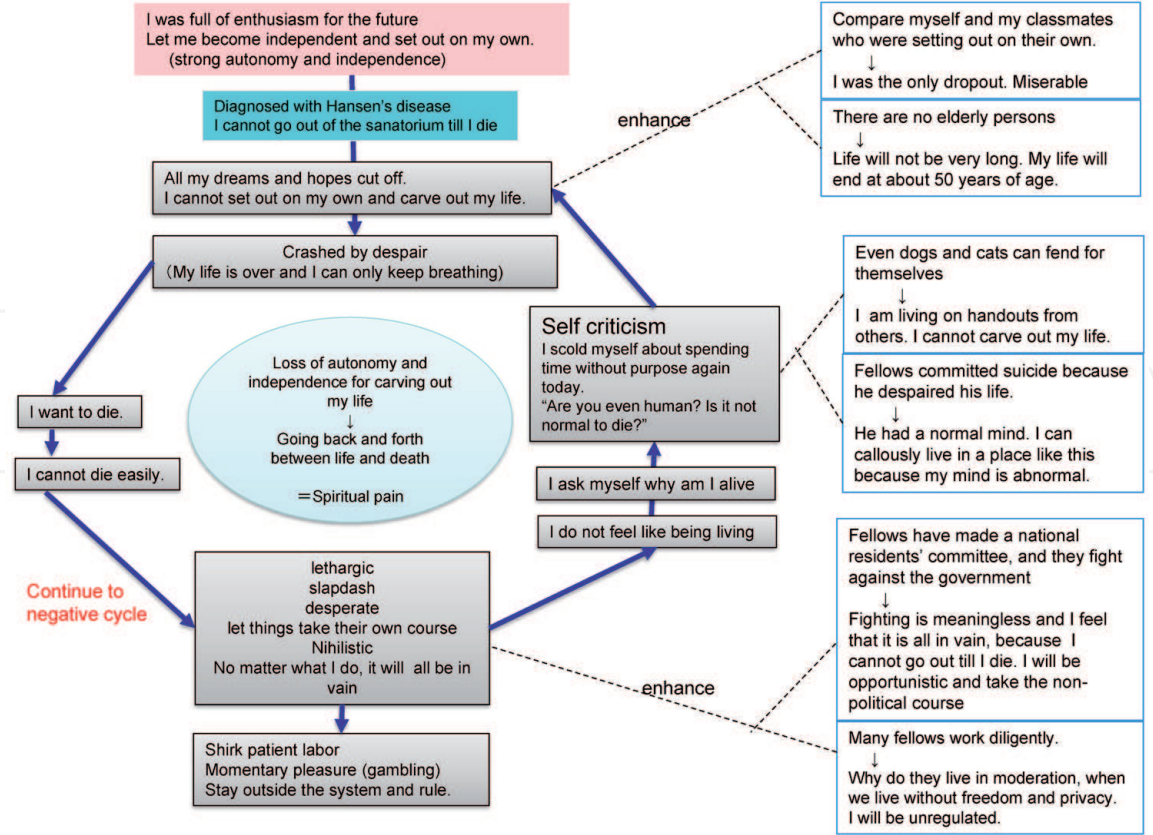 I was full of enthusiasm for the future
Let me become independent and set out on my own.
(strong autonomy and independence)
Diagnosed with Hansen's disease
I cannot go out of the sanatorium till I die
All my dreams and hopes cut off.
I cannot set out on my own and carve out my life.
Crashed by despair
(My life is over and I can only keep breathing)
I want to die.
I cannot die easily.
Continue to
negative cycle
Loss of autonomy and
independence for carving out
my life
↓
Going back and forth
between life and death
＝Spiritual pain
lethargic
slapdash
desperate
let things take their own course
Nihilistic
No matter what I do, it will all be in
vain
Shirk patient labor
Momentary pleasure (gambling)
Stay outside the system and rule.
I do not feel like being living
I ask myself why am I alive
Self criticism
I scold myself about spending
time without purpose again
today.
“Are you even human? Is it not
normal to die?”
enhance
Compare myself and my classmates
who were setting out on their own.
↓
I was the only dropout. Miserable
There are no elderly persons
↓
Life will not be very long. My life will
end at about 50 years of age.
Even dogs and cats can fend for
themselves
↓
I am living on handouts from
others. I cannot carve out my life.
Fellows committed suicide because
he despaired his life.
↓
He had a normal mind. I can
callously live in a place like this
because my mind is abnormal.
enhance
Fellows have made a national
residents’ committee, and they fight
against the government
↓
Fighting is meaningless and I feel
that it is all in vain, because I
cannot go out till I die. I will be
opportunistic and take the non-
political course
Many fellows work diligently.
↓
Why do they live in moderation, when
we live without freedom and privacy.
I will be unregulated.